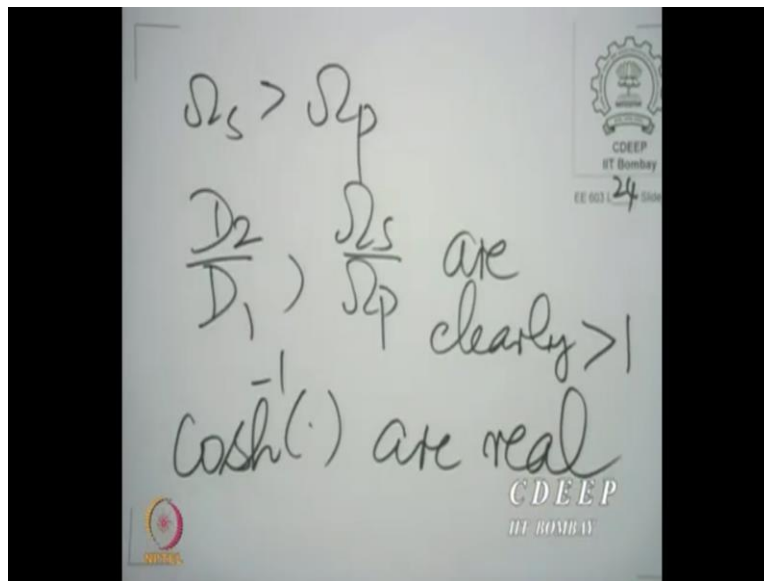 Ωs > Ωp
CDEEP
IIT Bombay
EE 603 L 24 Slide
D2/D1, Ωs/Ωp are
clearly > 1
cosh⁻¹(·) are real
CDEEP
IIT BOMBAY
NPTEL